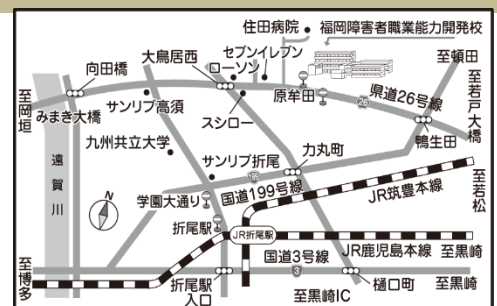 住田病院
福岡障害者職業能力開発校
大鳥居西
セブンイレブン
ローソン
至頓田
向田橋
至岡垣
みまき大橋
サンリブ高須
スシロー
原牟田
26
県道26号線
至若戸大橋
鴨生田
九州共立大学
サンリブ折尾
力丸町
遠賀川
N
学園大通り
199
国道199号線
JR筑豊本線
至若松
折尾駅
JR折尾駅
JR鹿児島本線
至黒崎
至博多
折尾駅入口
国道3号線
3
至黒崎IC
樋口町
至黒崎